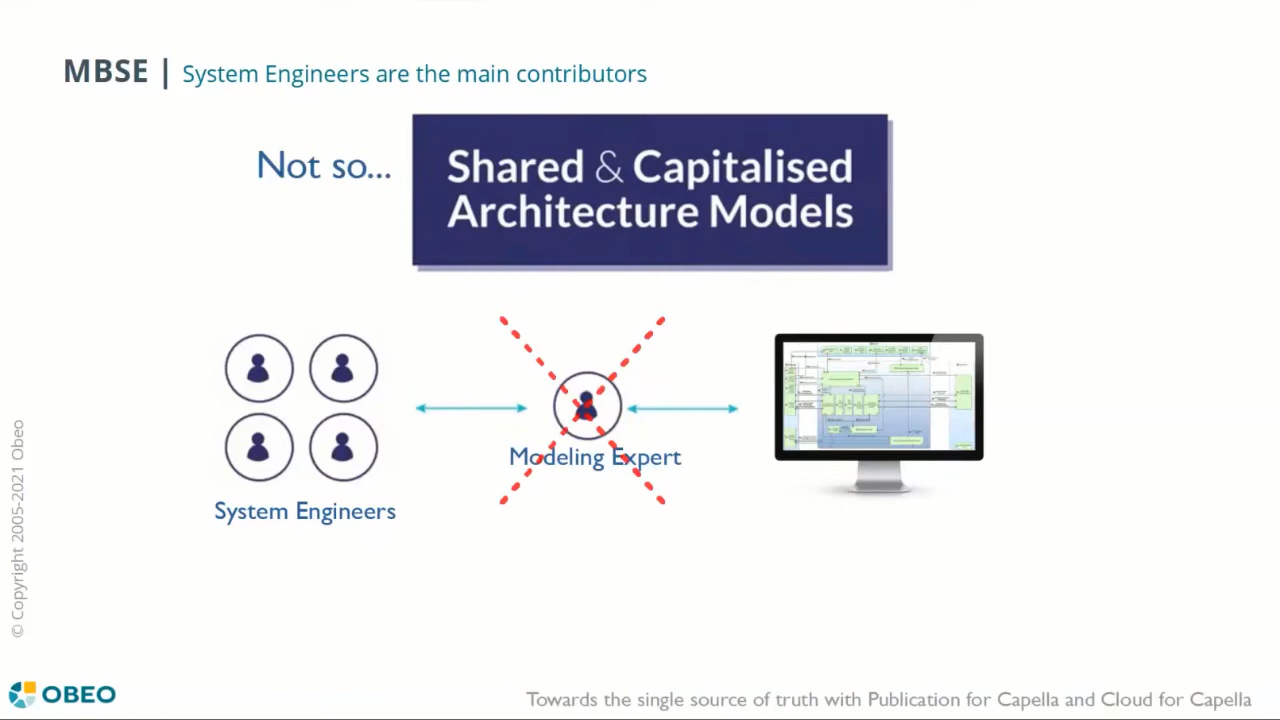 MBSE | System Engineers are the main contributors
Not so...
Shared & Capitalised
Architecture Models
Modeling Expert
System Engineers
© Copyright 2005-2021 Obeo
OBEO
Towards the single source of truth with Publication for Capella and Cloud for Capella